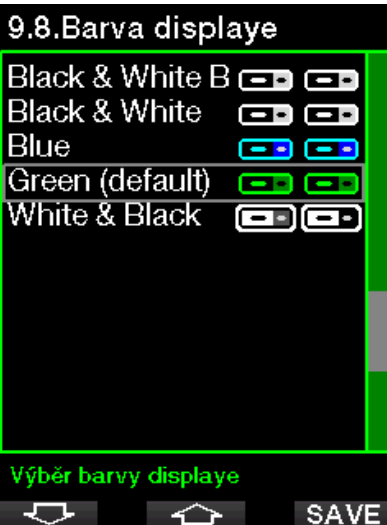 9.8.Barva displaye
Black & White B
Black & White
Blue
Green (default)
White & Black
Výběr barvy displaye
SAVE